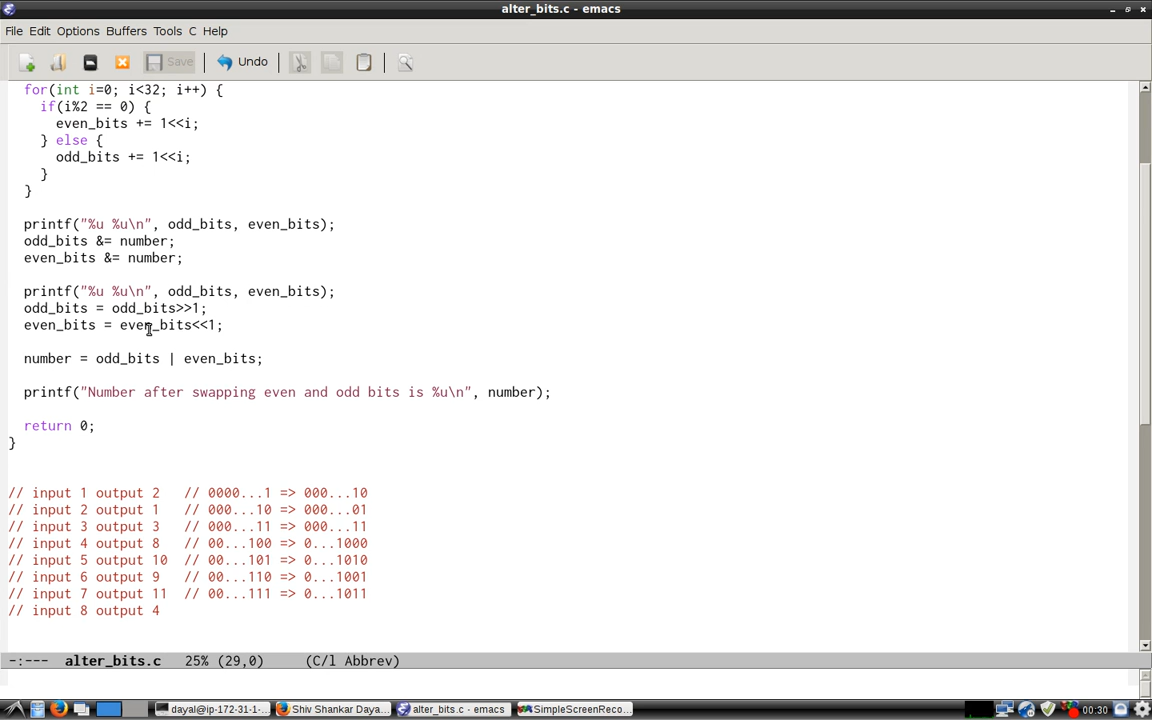 alter_bits.c - emacs
File Edit Options Buffers Tools C Help
Save Undo
for(int i=0; i<32; i++) {
if(i%2 == 0) {
even_bits += 1<<i;
} else {
odd_bits += 1<<i;
}
}
printf("%u %u\n", odd_bits, even_bits);
odd_bits &= number;
even_bits &= number;
printf("%u %u\n", odd_bits, even_bits);
odd_bits = odd_bits>>1;
even_bits = even_bits<<1;
number = odd_bits | even_bits;
printf("Number after swapping even and odd bits is %u\n", number);
return 0;
}
// input 1 output 2   // 0000...1 => 000...10
// input 2 output 1   // 000...10 => 000...01
// input 3 output 3   // 000...11 => 000...11
// input 4 output 8   // 00...100 => 0...1000
// input 5 output 10  // 00...101 => 0...1010
// input 6 output 9   // 00...110 => 0...1001
// input 7 output 11  // 00...111 => 0...1011
// input 8 output 4
-:---  alter_bits.c   25% (29,0)   (C/l Abbrev)
dayal@ip-172-31-1-... Shiv Shankar Daya... alter_bits.c - emacs SimpleScreenReco... 00:30